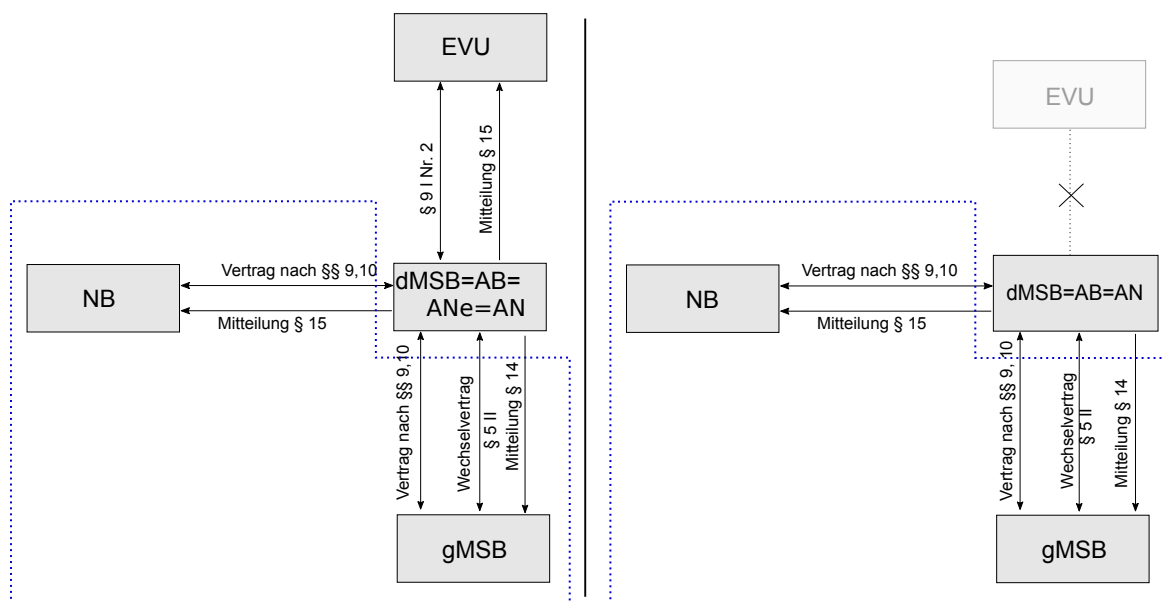 EVU
§ 9 I Nr. 2
Mitteilung § 15
NB
Vertrag nach §§ 9,10
Mitteilung § 15
dMSB=AB=
ANe=AN
Vertrag nach §§ 9,10
Wechselvertrag
§ 5 II
Mitteilung § 14
gMSB
EVU
NB
Vertrag nach §§ 9,10
Mitteilung § 15
dMSB=AB=AN
Vertrag nach §§ 9,10
Wechselvertrag
§ 5 II
Mitteilung § 14
gMSB